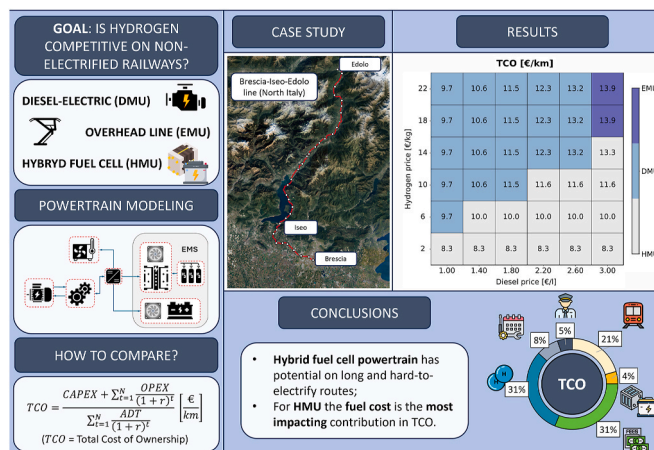 GOAL: IS HYDROGEN
COMPETITIVE ON NON-
ELECTRIFIED RAILWAYS?
DIESEL-ELECTRIC (DMU)
OVERHEAD LINE (EMU)
HYBRYD FUEL CELL (HMU)
POWERTRAIN MODELING
EMS
HOW TO COMPARE?
TCO = \frac{CAPEX + \sum_{t=1}^{N} \frac{OPEX}{(1+r)^t}}{\sum_{t=1}^{N} \frac{ADT}{(1+r)^t}} [\frac{€}{km}]
(TCO = Total Cost of Ownership)
CASE STUDY
Edolo
Brescia-Iseo-Edolo
line (North Italy)
Iseo
Brescia
RESULTS
TCO [€/km]
Hydrogen price [€/kg]
22 9.7 10.6 11.5 12.3 13.2 13.9
18 9.7 10.6 11.5 12.3 13.2 13.9
14 9.7 10.6 11.5 12.3 13.2 13.3
10 9.7 10.6 11.5 11.6 11.6 11.6
6 9.7 10.0 10.0 10.0 10.0 10.0
2 8.3 8.3 8.3 8.3 8.3 8.3
1.00 1.40 1.80 2.20 2.60 3.00
Diesel price [€/l]
EMU
DMU
HMU
CONCLUSIONS
• Hybrid fuel cell powertrain has
potential on long and hard-to-
electrify routes;
• For HMU the fuel cost is the most
impacting contribution in TCO.
5%
8%
21%
4%
TCO
31%
31%
H
H
FEES